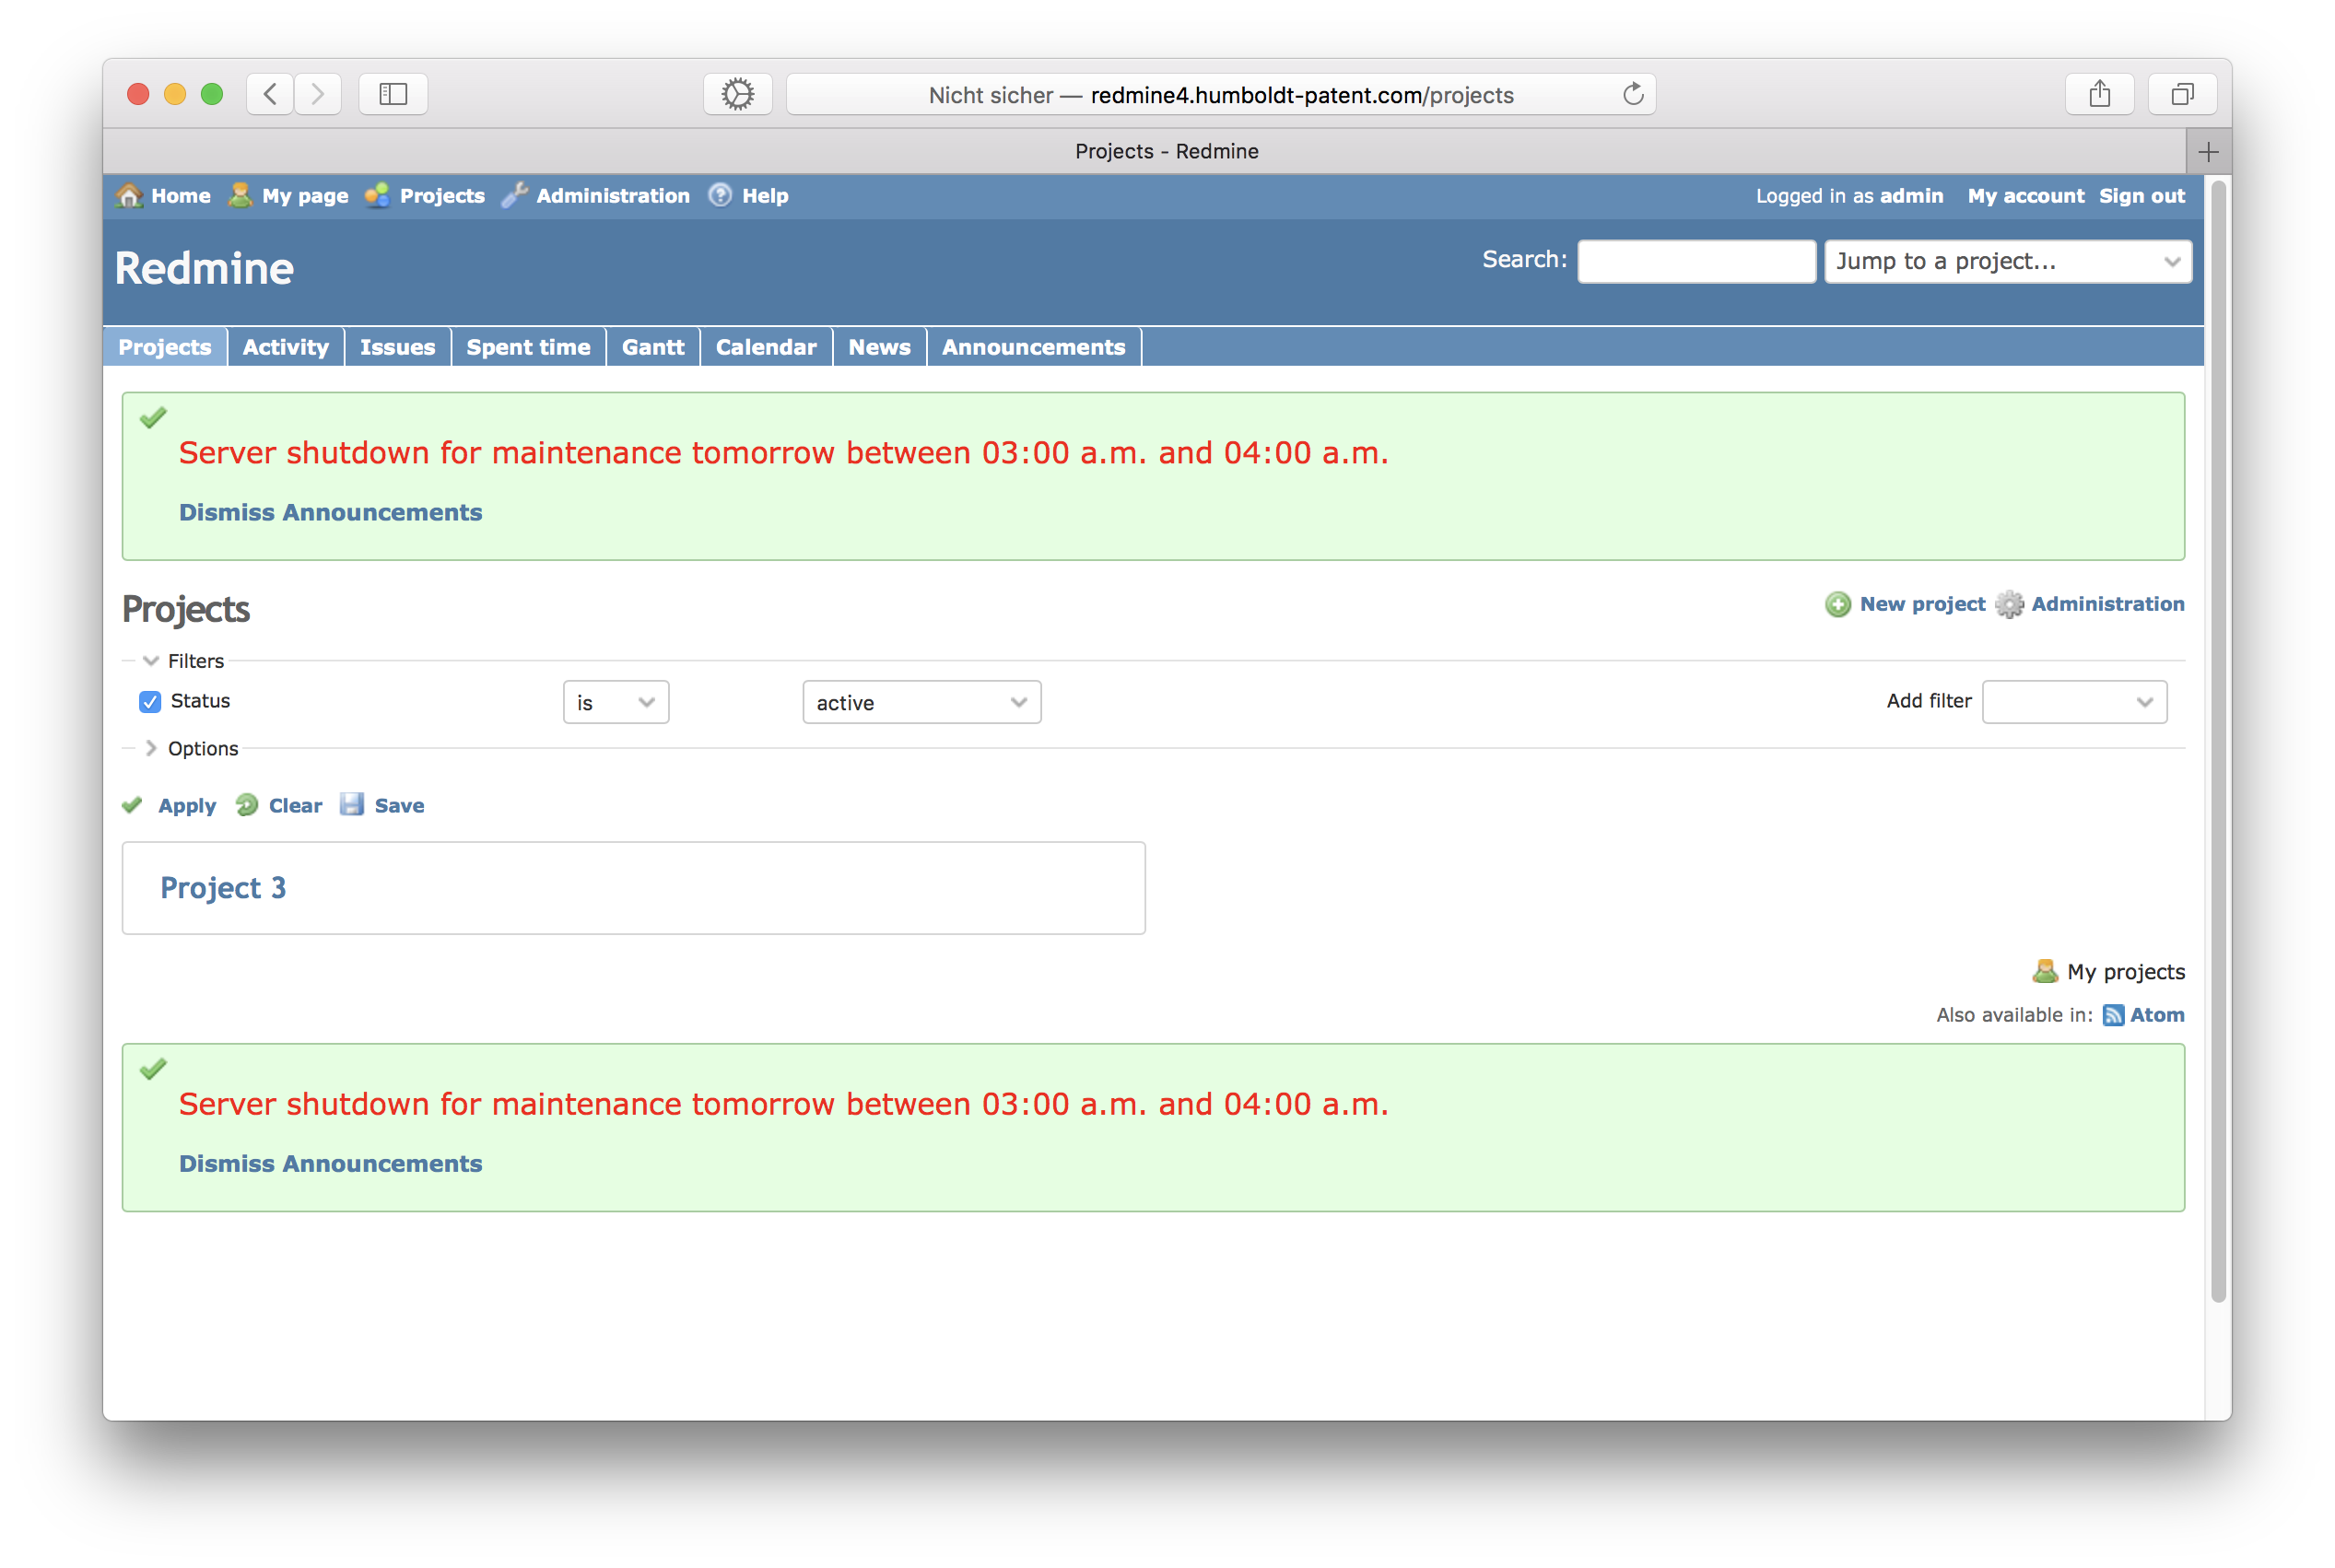 Nicht sicher — redmine4.humboldt-patent.com/projects
Projects - Redmine
Home My page Projects Administration Help Logged in as admin My account Sign out
Redmine Search: Jump to a project...
Projects Activity Issues Spent time Gantt Calendar News Announcements
Server shutdown for maintenance tomorrow between 03:00 a.m. and 04:00 a.m.
Dismiss Announcements
Projects New project Administration
Filters
Status is active Add filter
Options
Apply Clear Save
Project 3
My projects
Also available in: Atom
Server shutdown for maintenance tomorrow between 03:00 a.m. and 04:00 a.m.
Dismiss Announcements